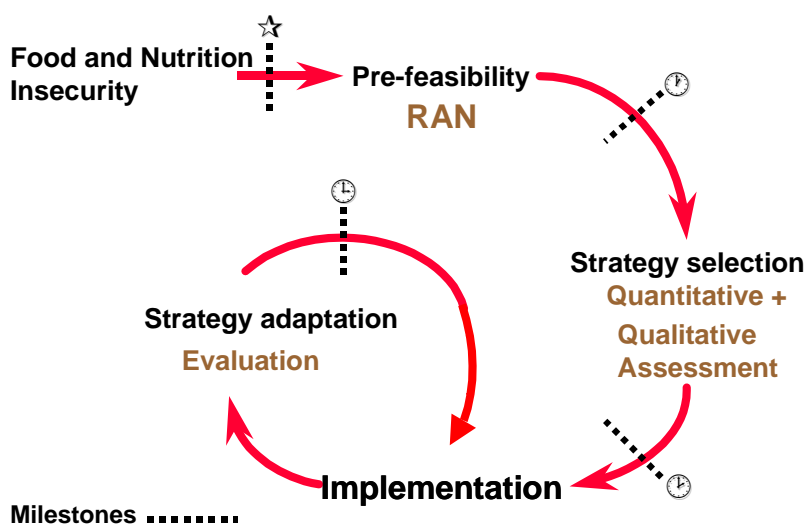 Food and Nutrition
Insecurity
Pre-feasibility
RAN
Strategy selection
Quantitative +
Qualitative
Assessment
Strategy adaptation
Evaluation
Implementation
Milestones